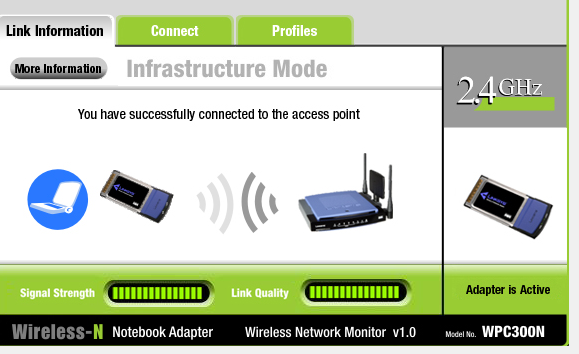 Link Information
Connect
Profiles
More Information
Infrastructure Mode
2.4GHz
You have successfully connected to the access point
Signal Strength
Link Quality
Adapter is Active
Wireless-N Notebook Adapter Wireless Network Monitor v1.0 Model No. WPC300N